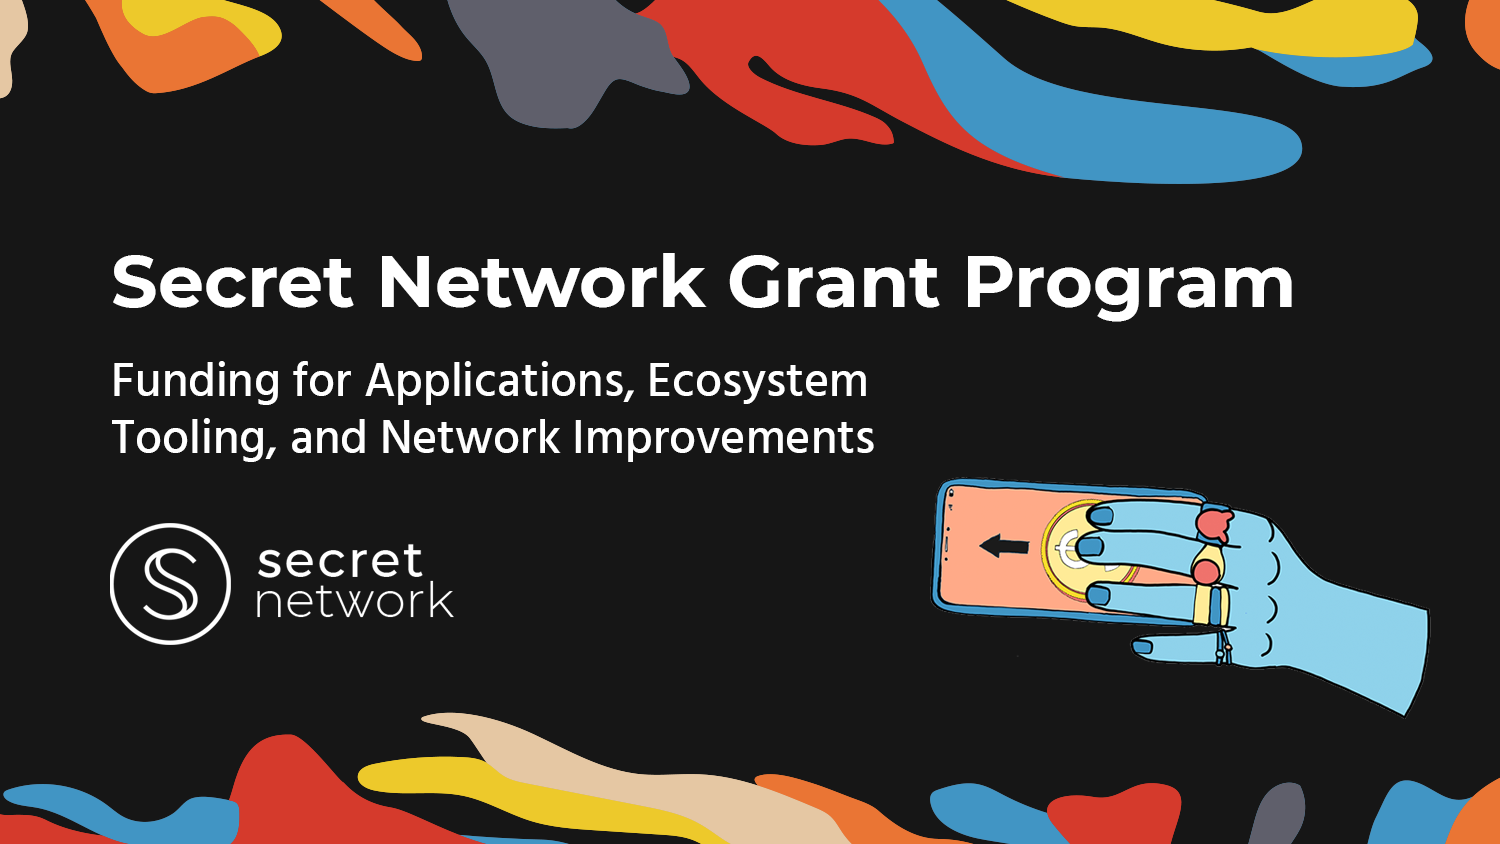 Secret Network Grant Program
Funding for Applications, Ecosystem
Tooling, and Network Improvements
secret
network